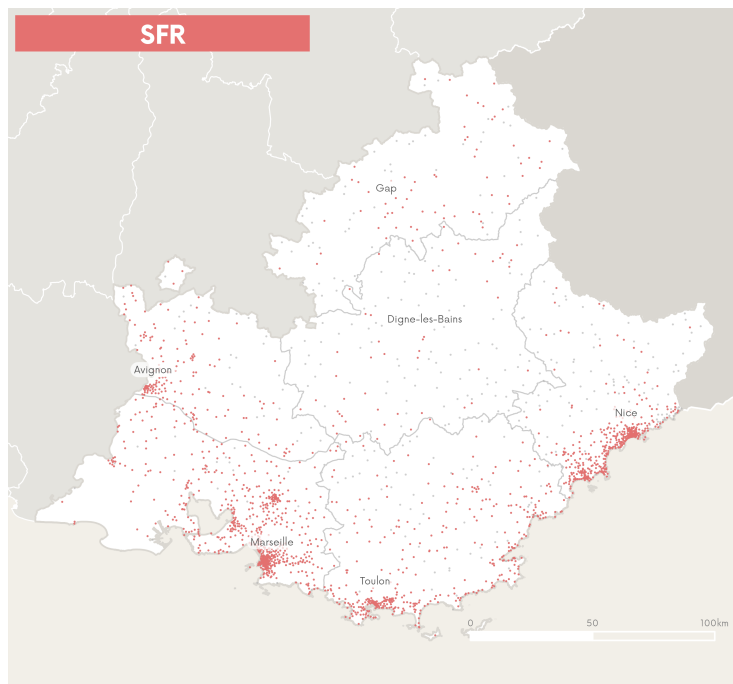 SFR
Gap
Digne-les-Bains
Avignon
Nice
Marseille
Toulon
0 50 100km